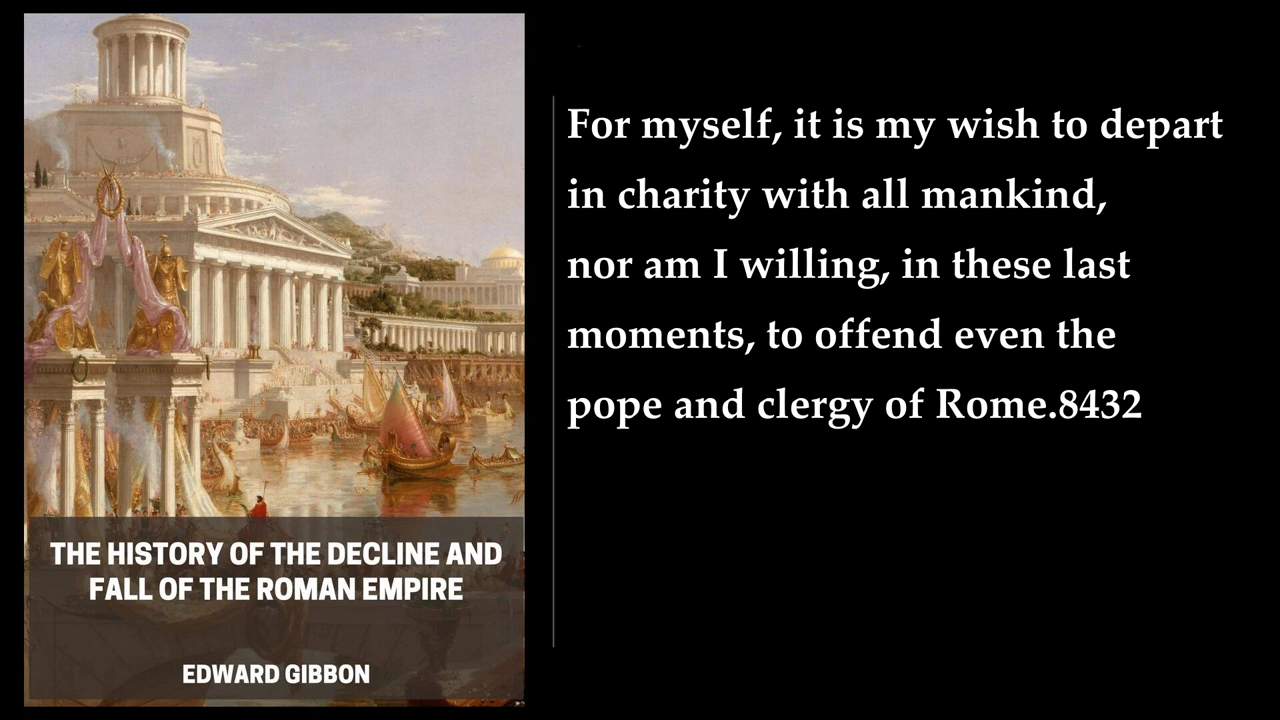 THE HISTORY OF THE DECLINE AND
FALL OF THE ROMAN EMPIRE
EDWARD GIBBON
For myself, it is my wish to depart
in charity with all mankind,
nor am I willing, in these last
moments, to offend even the
pope and clergy of Rome.8432